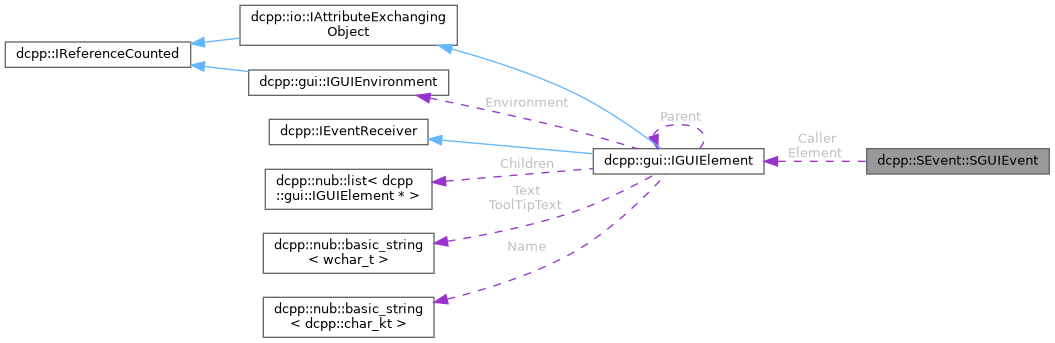 dcpp::io::IAttributeExchanging
Object
dcpp::IReferenceCounted
dcpp::gui::IGUIEnvironment
Environment
Parent
dcpp::IEventReceiver
Caller
Element
dcpp::gui::IGUIElement
dcpp::SEvent::SGUIEvent
Children
dcpp::nub::list< dcpp
::gui::IGUIElement * >
Text
ToolTipText
dcpp::nub::basic_string
< wchar_t >
Name
dcpp::nub::basic_string
< dcpp::char_kt >